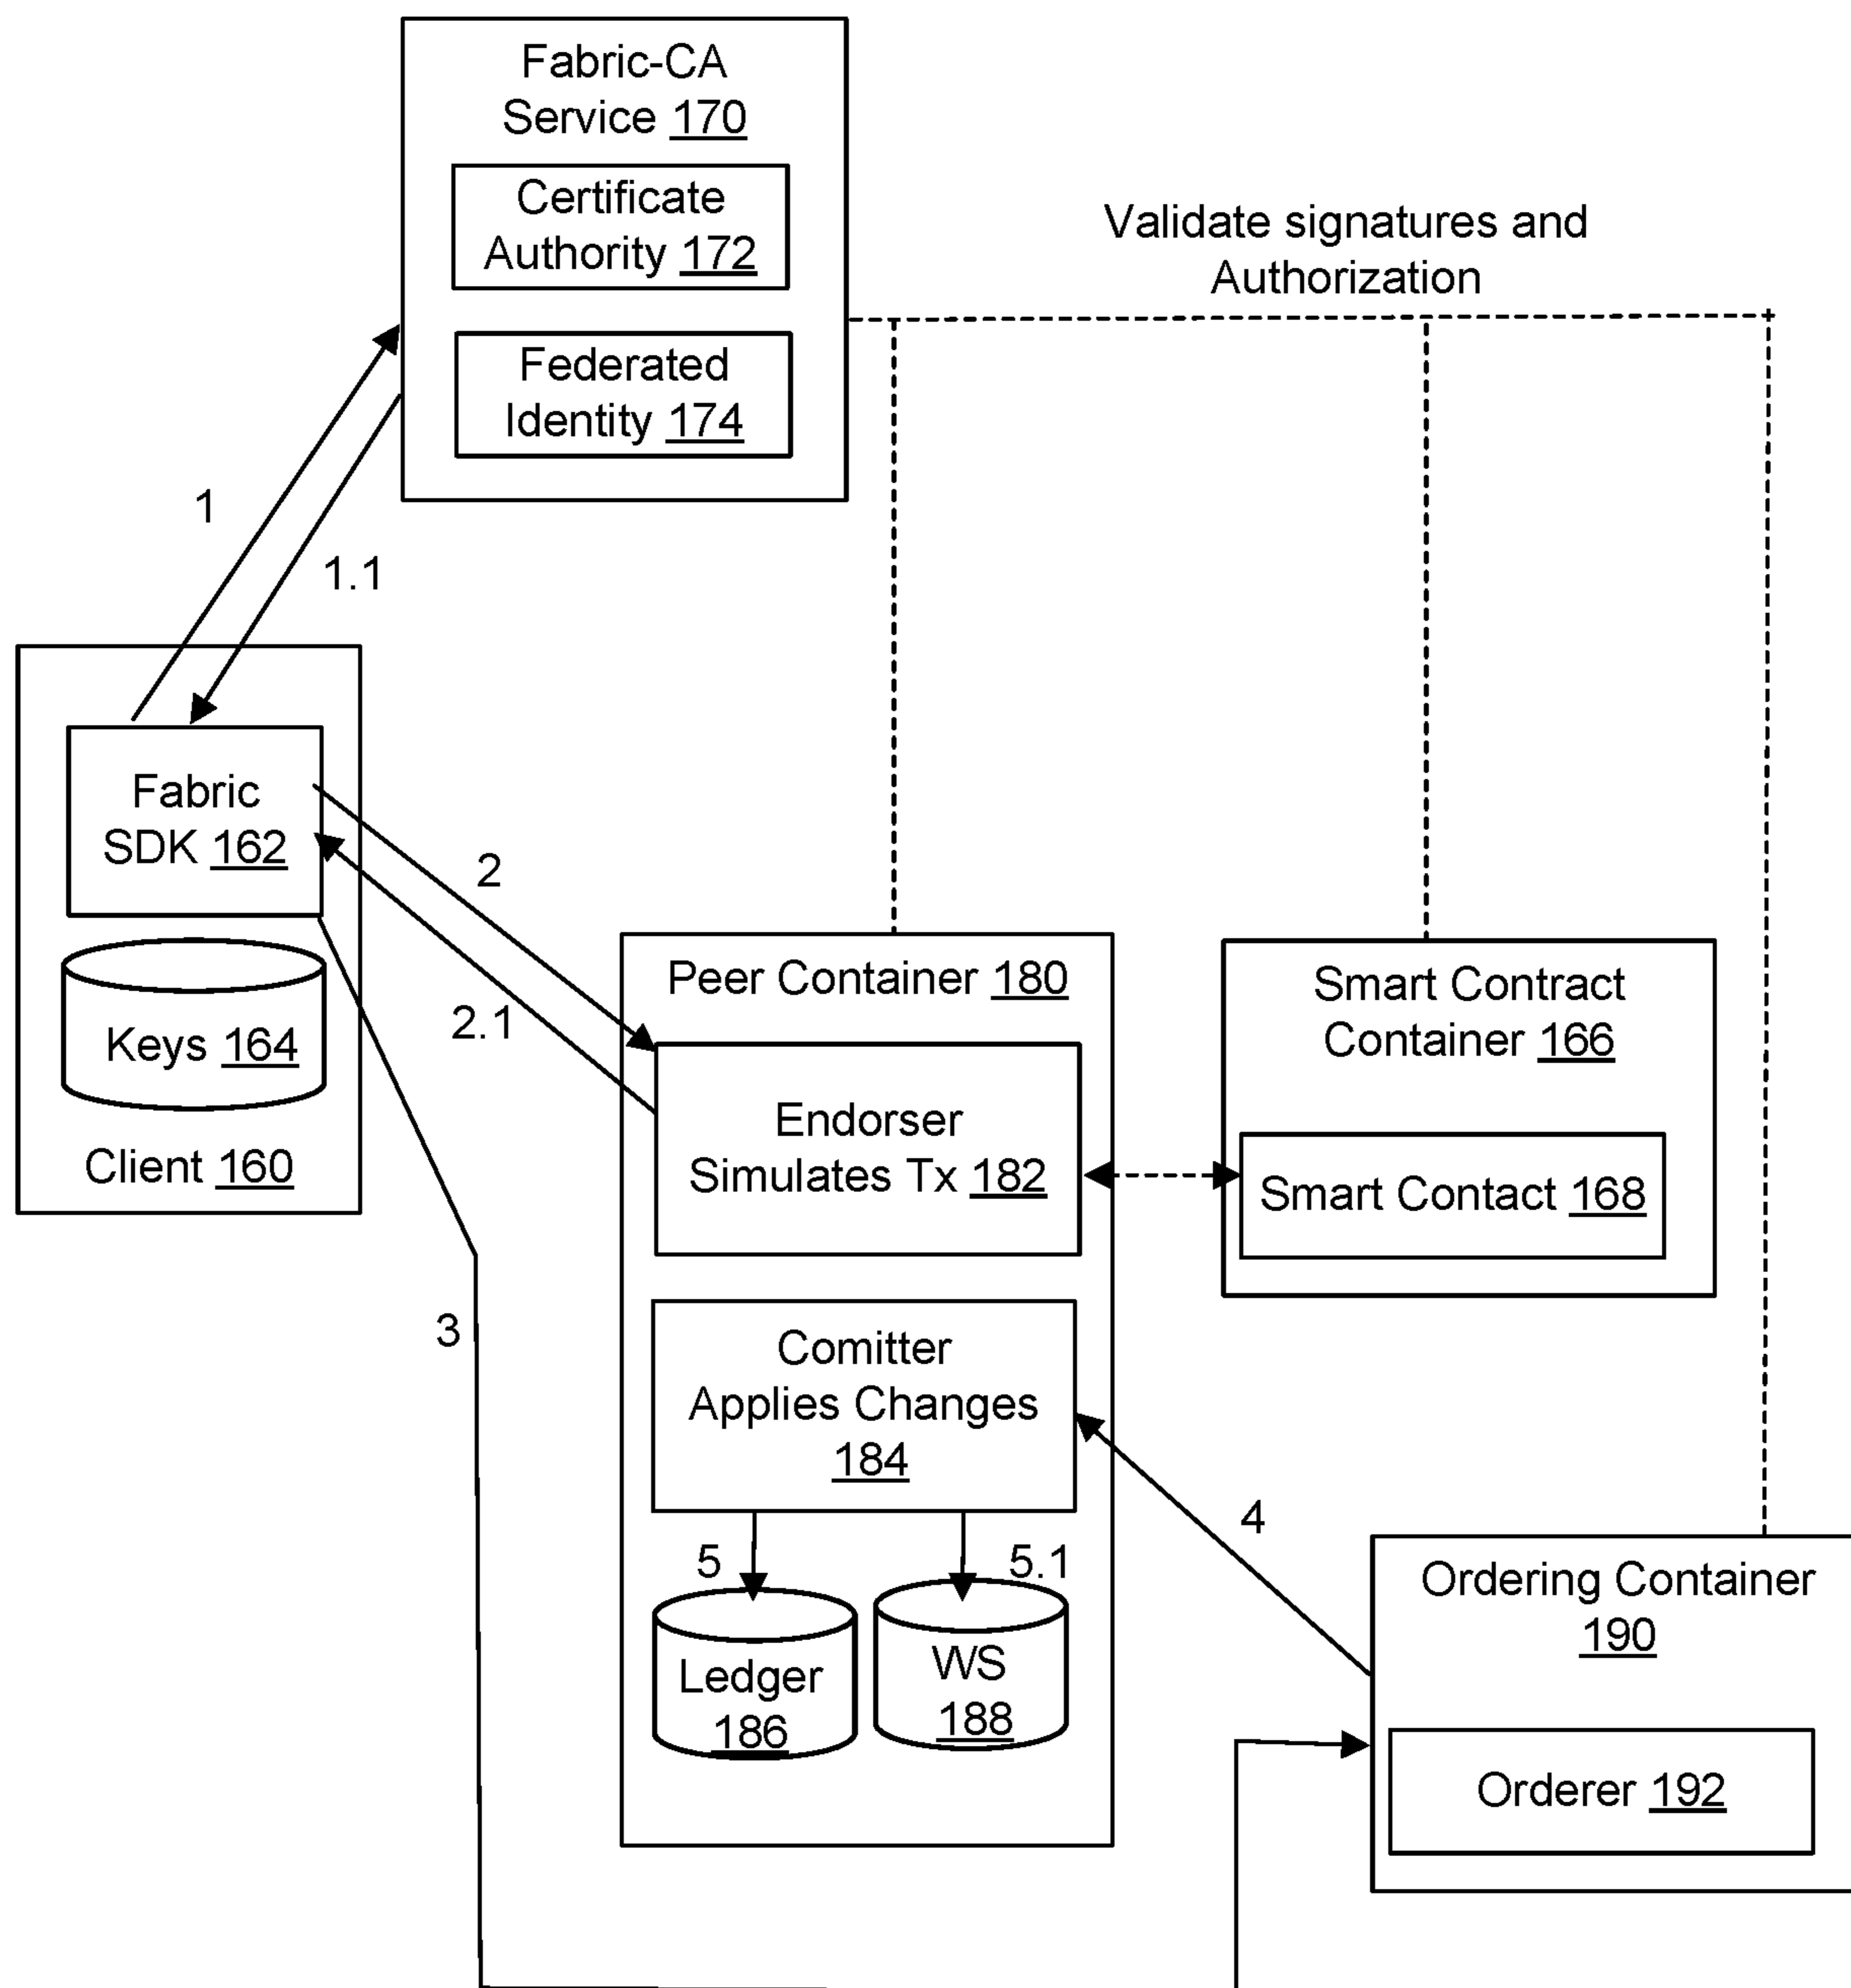 Fabric-CA
Service 170
Certificate
Authority 172
Federated
Identity 174
Validate signatures and
Authorization
1
1.1
Fabric
SDK 162
Keys 164
Client 160
2
2.1
3
Peer Container 180
Endorser
Simulates Tx 182
Comitter
Applies Changes
184
5
5.1
Ledger
186
WS
188
Smart Contract
Container 166
Smart Contact 168
4
Ordering Container
190
Orderer 192